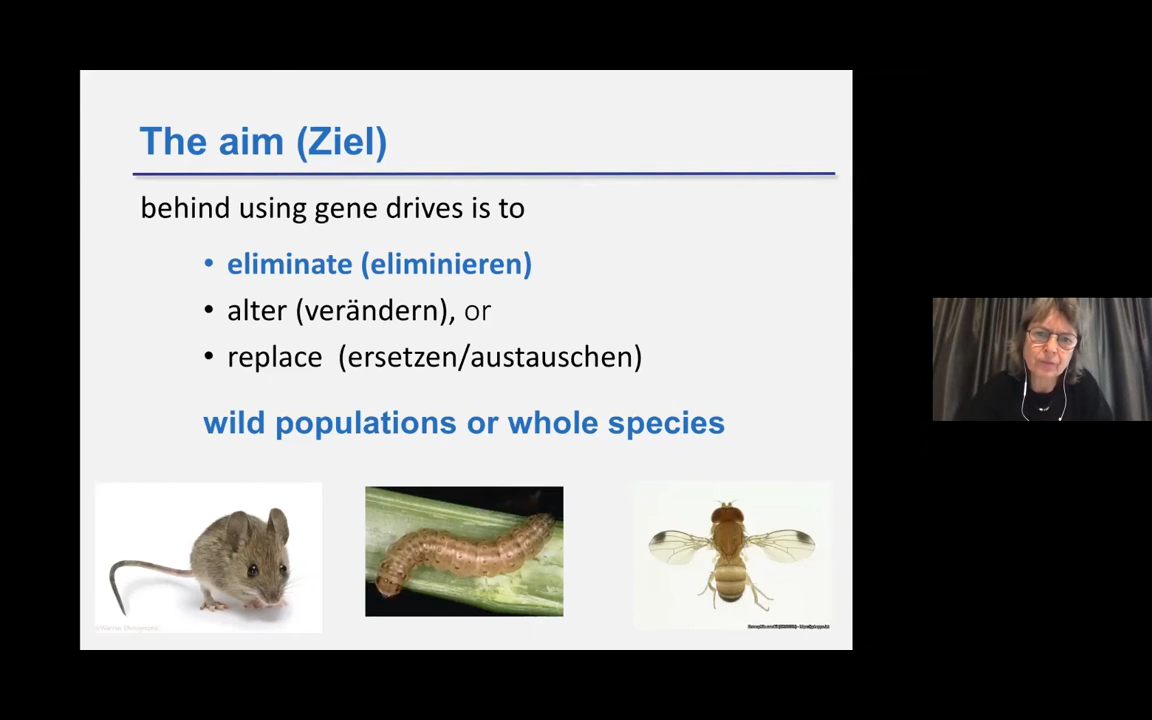 The aim (Ziel)
behind using gene drives is to
• eliminate (eliminieren)
• alter (verändern), or
• replace (ersetzen/austauschen)
wild populations or whole species